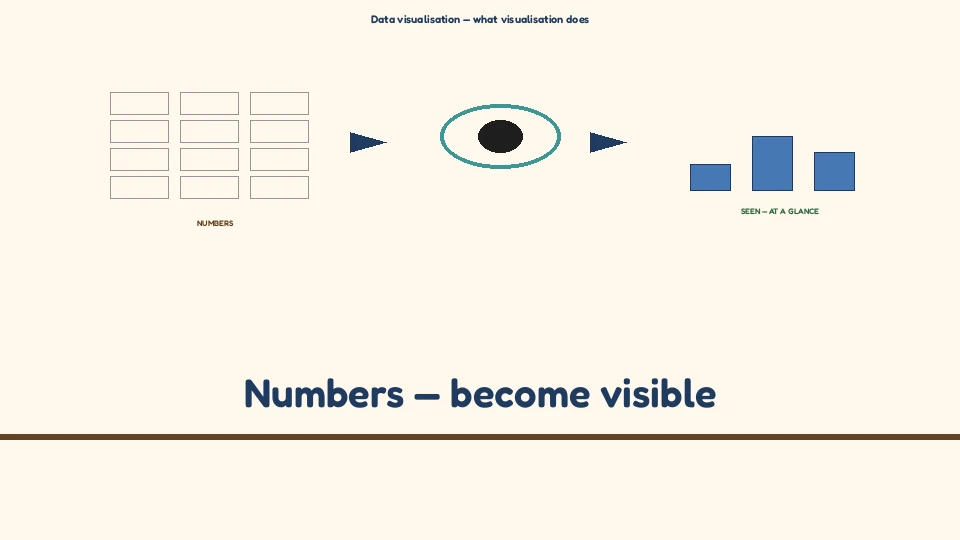 Data visualisation — what visualisation does
NUMBERS
SEEN — AT A GLANCE
Numbers — become visible